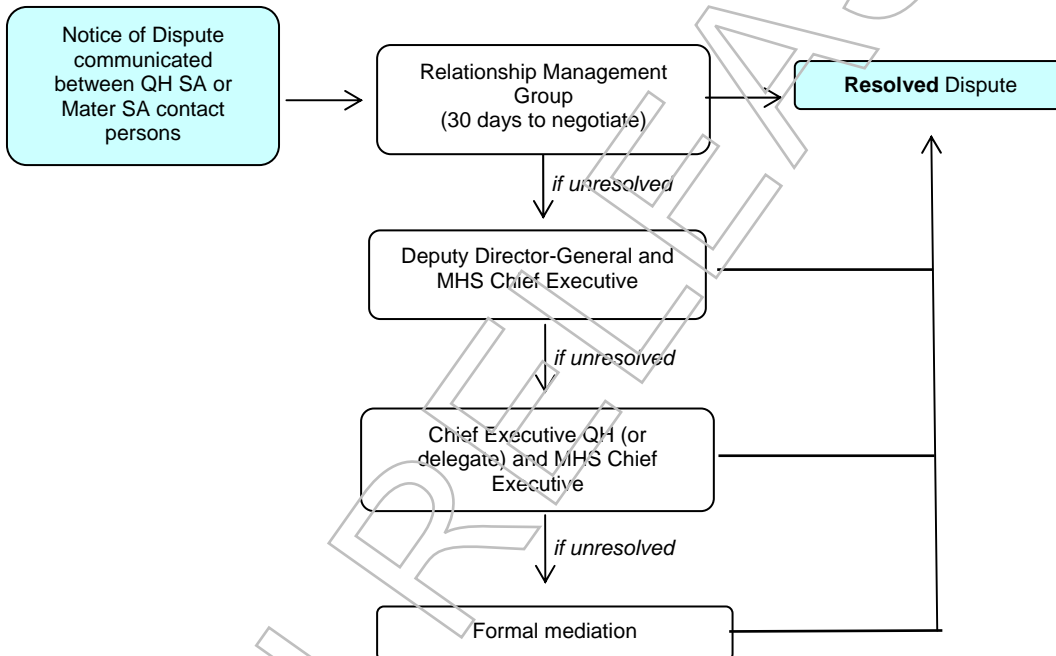 Notice of Dispute
communicated
between QH SA or
Mater SA contact
persons
Relationship Management
Group
(30 days to negotiate)
Resolved Dispute
if unresolved
Deputy Director-General and
MHS Chief Executive
if unresolved
Chief Executive QH (or
delegate) and MHS Chief
Executive
if unresolved
Formal mediation
RELEAS